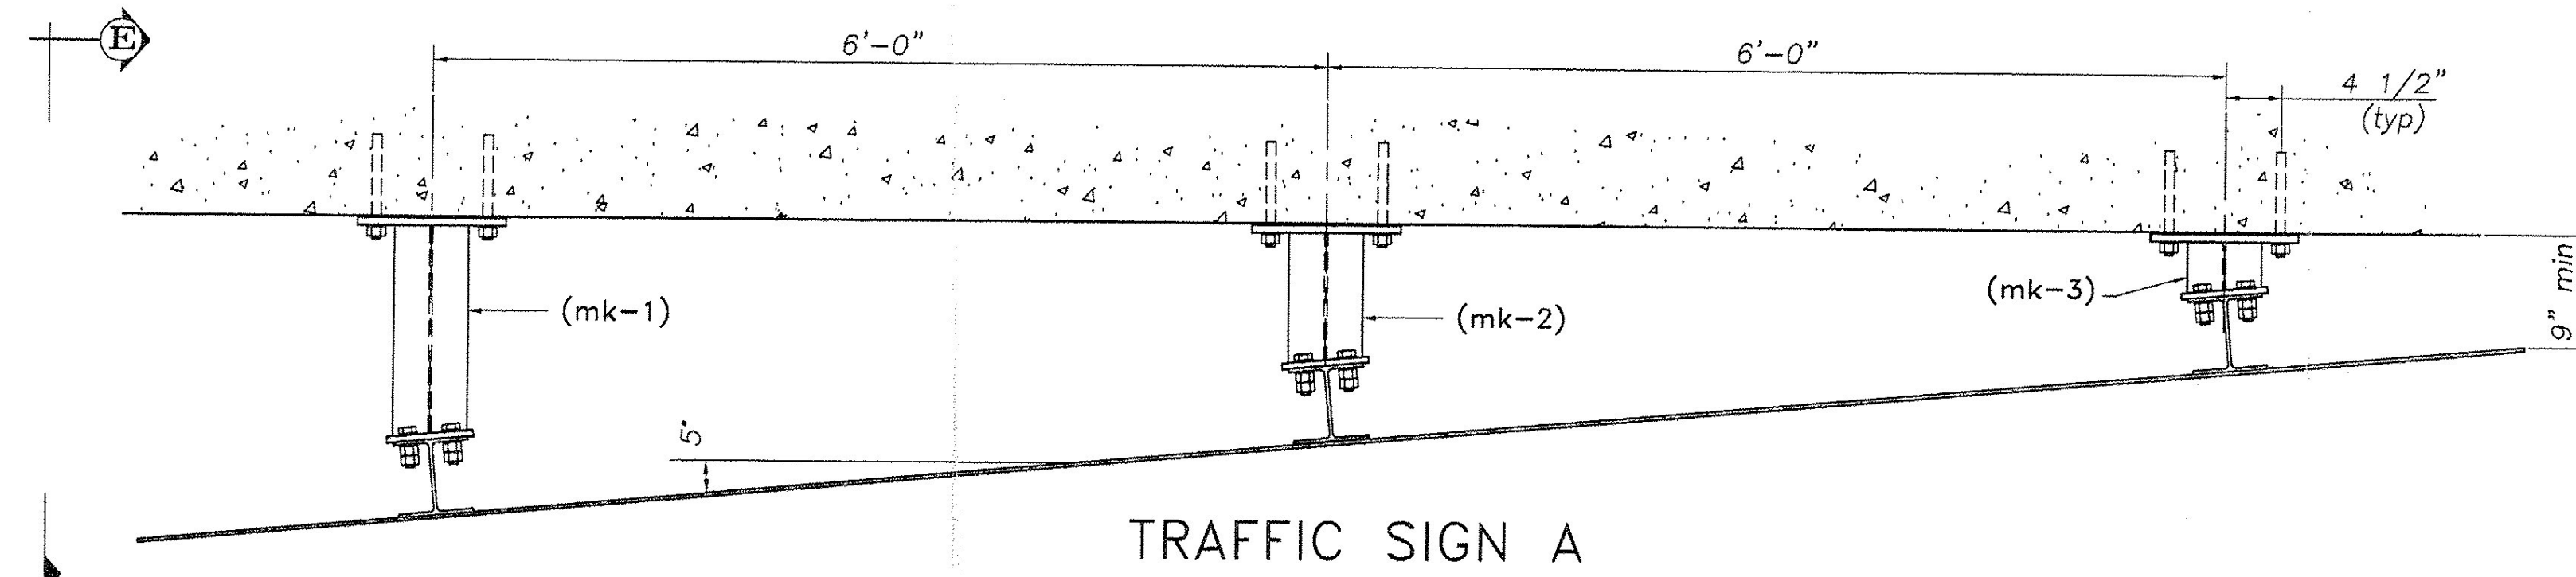 E
6'-0"
6'-0"
4 1/2"
(typ)
(mk-1)
(mk-2)
(mk-3)
9" min
5°
TRAFFIC SIGN A